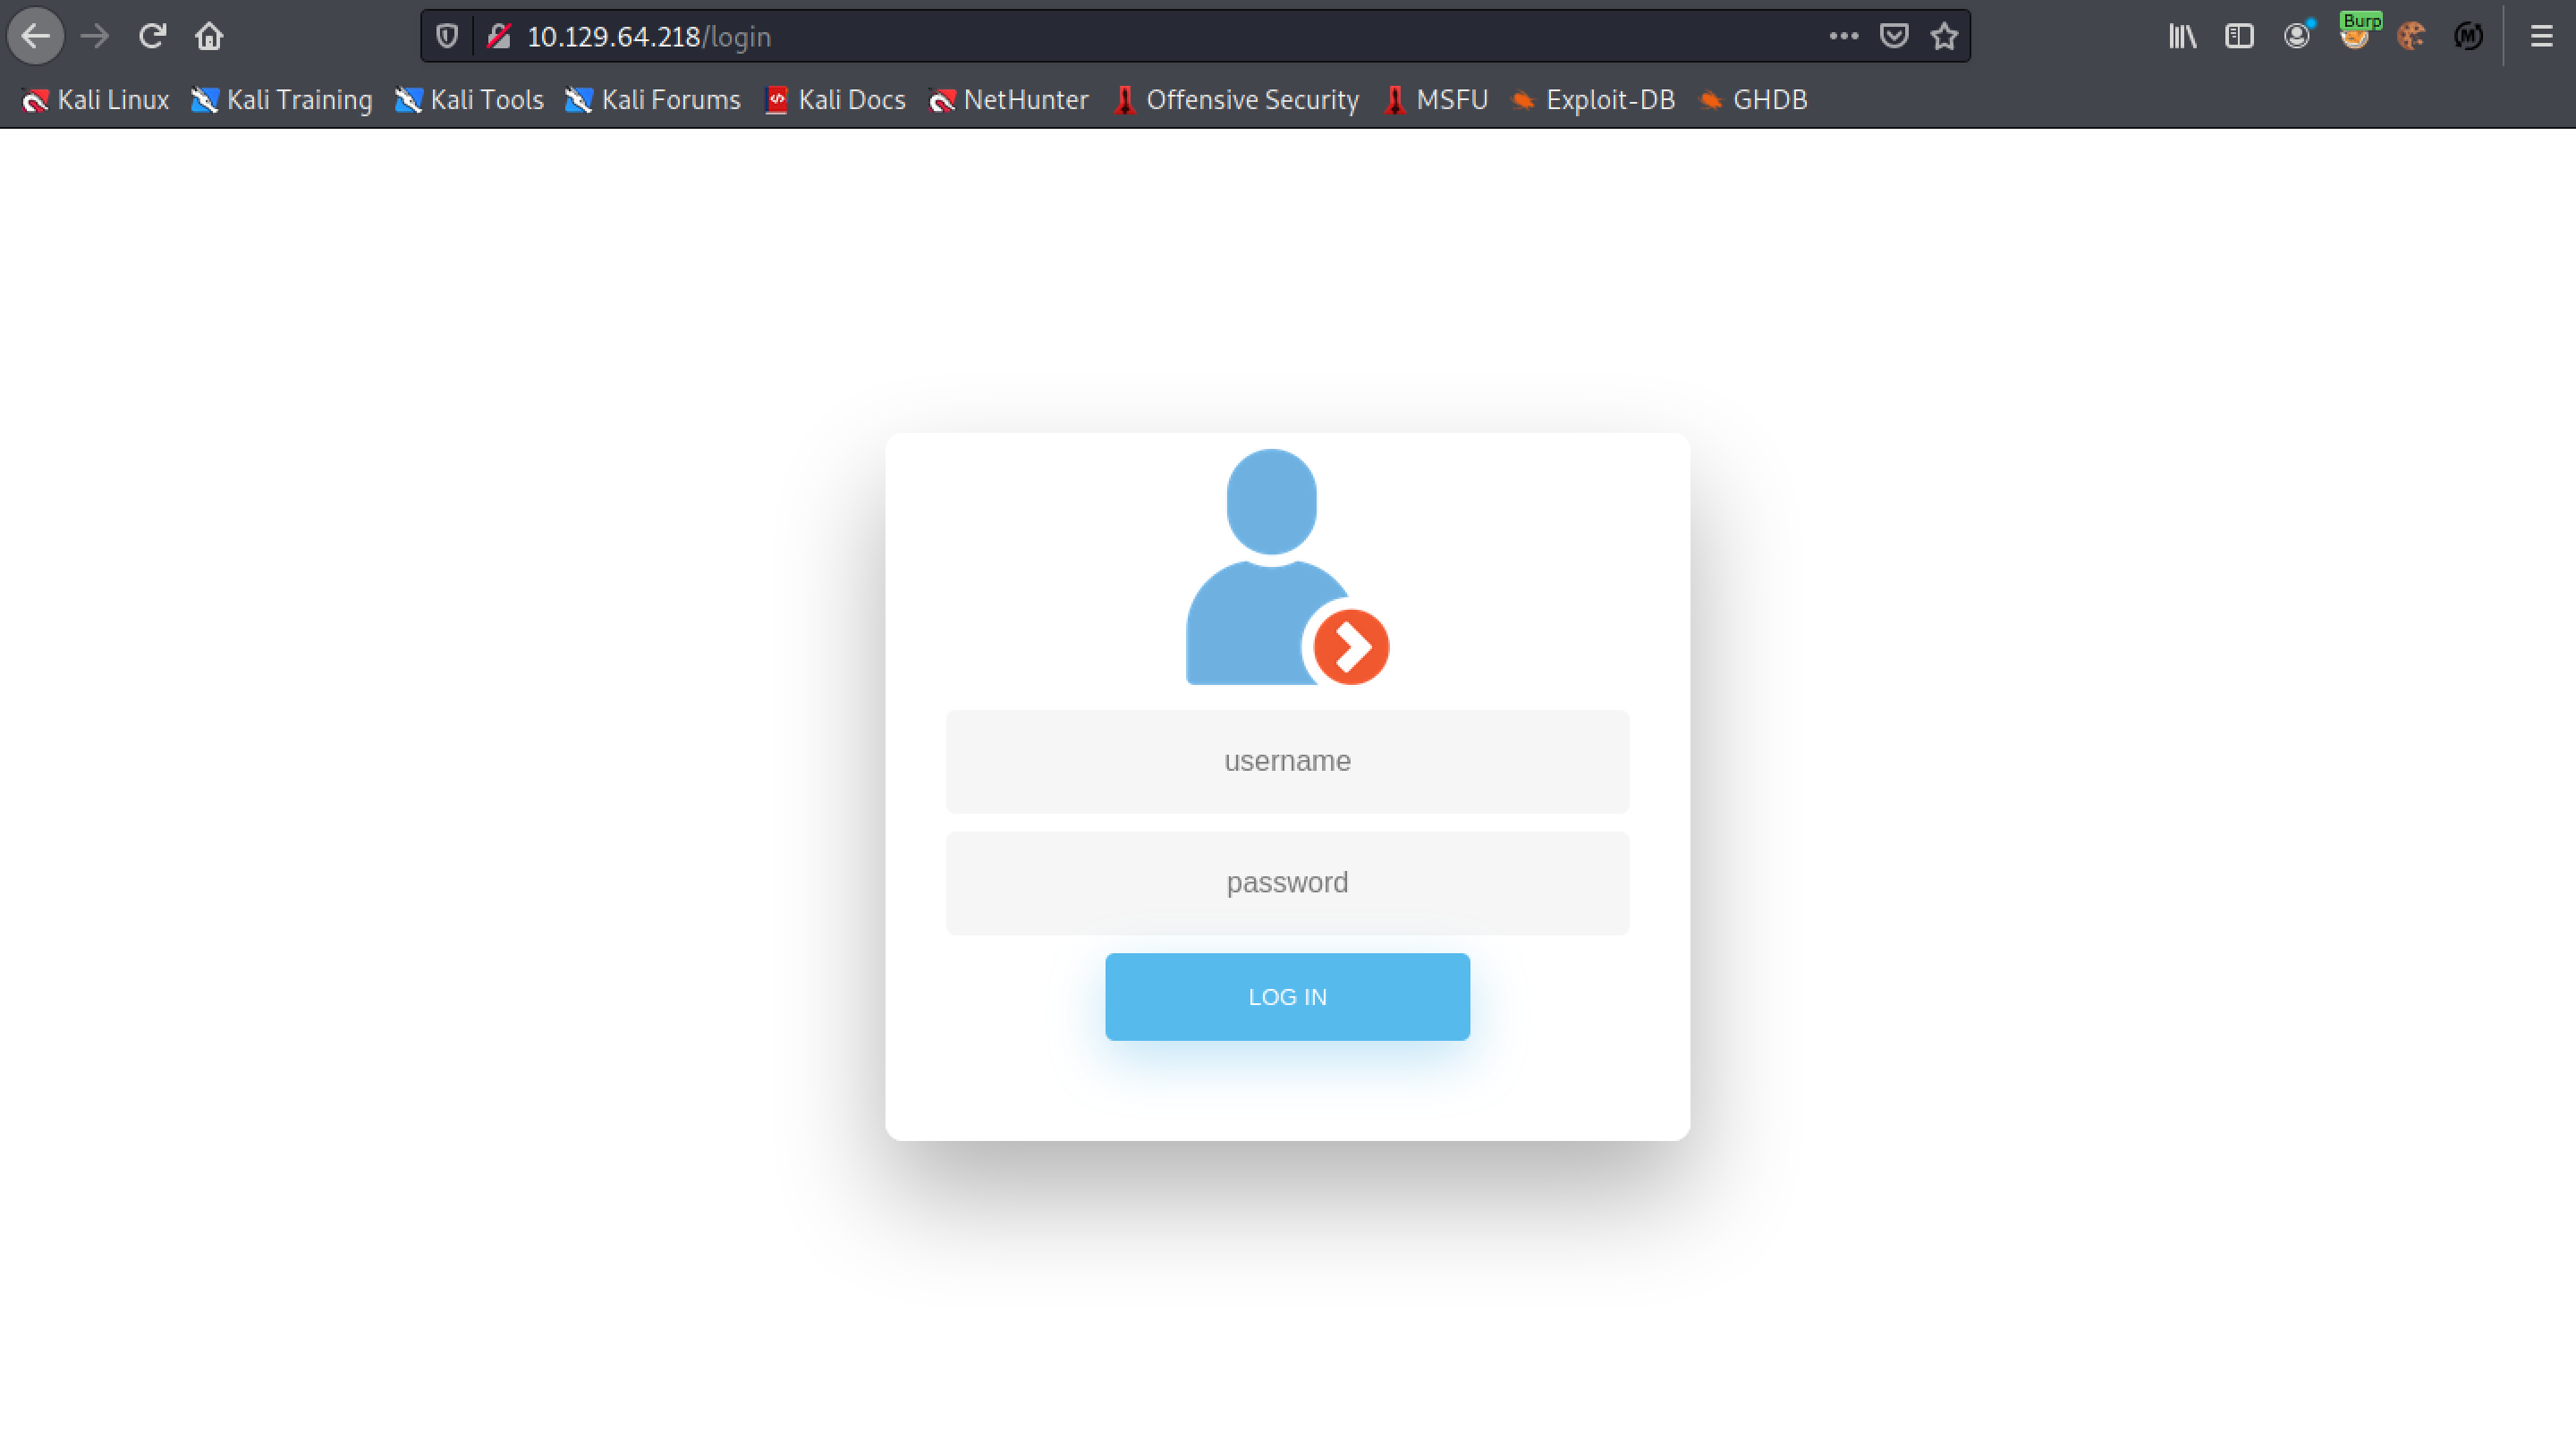 10.129.64.218/login
Burp
Kali Linux Kali Training Kali Tools Kali Forums Kali Docs NetHunter Offensive Security MSFU Exploit-DB GHDB
username
password
LOG IN